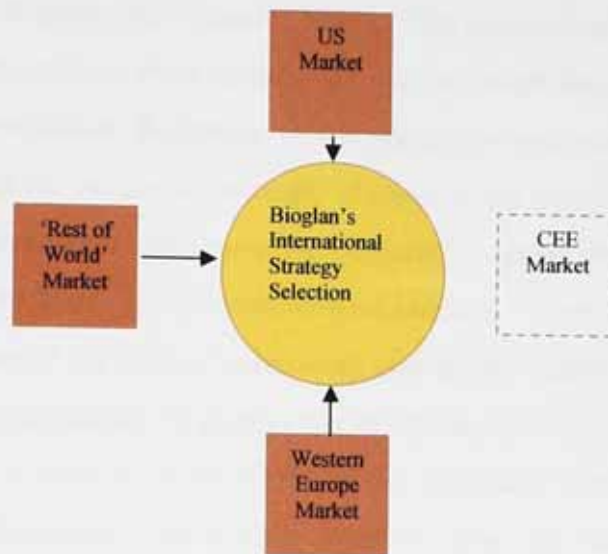 US
Market
'Rest of
World'
Market
Bioglan's
International
Strategy
Selection
CEE
Market
Western
Europe
Market